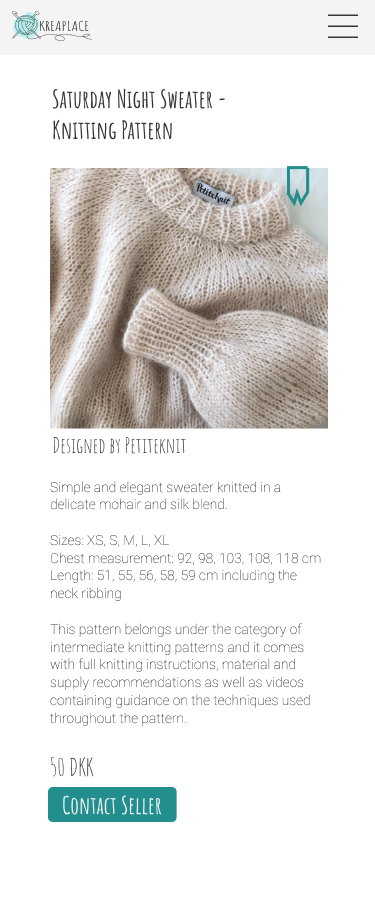 KREAPLACE
Saturday Night Sweater -
Knitting Pattern
PetiteKnit
Designed by Petiteknit
Simple and elegant sweater knitted in a
delicate mohair and silk blend.
Sizes: XS, S, M, L, XL
Chest measurement: 92, 98, 103, 108, 118 cm
Length: 51, 55, 56, 58, 59 cm including the
neck ribbing
This pattern belongs under the category of
intermediate knitting patterns and it comes
with full knitting instructions, material and
supply recommendations as well as videos
containing guidance on the techniques used
throughout the pattern.
50 DKK
Contact Seller